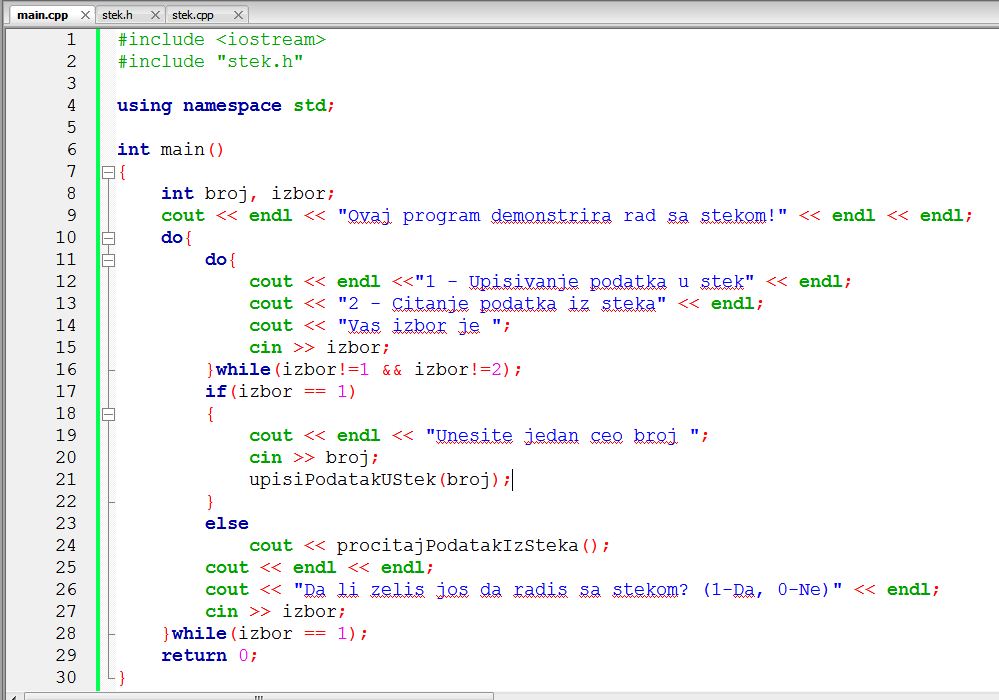 main.cpp stek.h stek.cpp
1 #include <iostream>
2 #include "stek.h"
3
4 using namespace std;
5
6 int main()
7 {
8     int broj, izbor;
9     cout << endl << "Ovaj program demonstrira rad sa stekom!" << endl << endl;
10     do{
11         do{
12             cout << endl <<"1 - Upisivanje podatka u stek" << endl;
13             cout << "2 - Citanje podatka iz steka" << endl;
14             cout << "Vas izbor je ";
15             cin >> izbor;
16         }while(izbor!=1 && izbor!=2);
17         if(izbor == 1)
18         {
19             cout << endl << "Unesite jedan ceo broj ";
20             cin >> broj;
21             upisiPodatakUStek(broj);
22         }
23         else
24             cout << procitajPodatakIzSteka();
25         cout << endl << endl;
26         cout << "Da li zelis jos da radis sa stekom? (1-Da, 0-Ne)" << endl;
27         cin >> izbor;
28     }while(izbor == 1);
29     return 0;
30 }